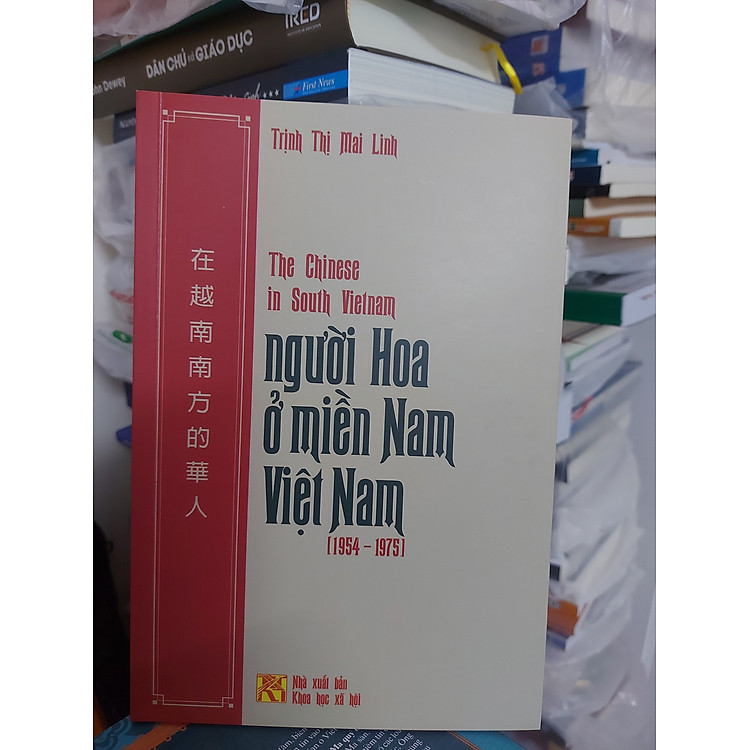 IRED
John Dewey
DÂN CHỦ VÀ GIÁO DỤC
First News
Trịnh Thị Mai Linh
在越南南方的華人
The Chinese
in South Vietnam
người Hoa
ở miền Nam
Việt Nam
[1954 – 1975]
Nhà xuất bản
Khoa học xã hội